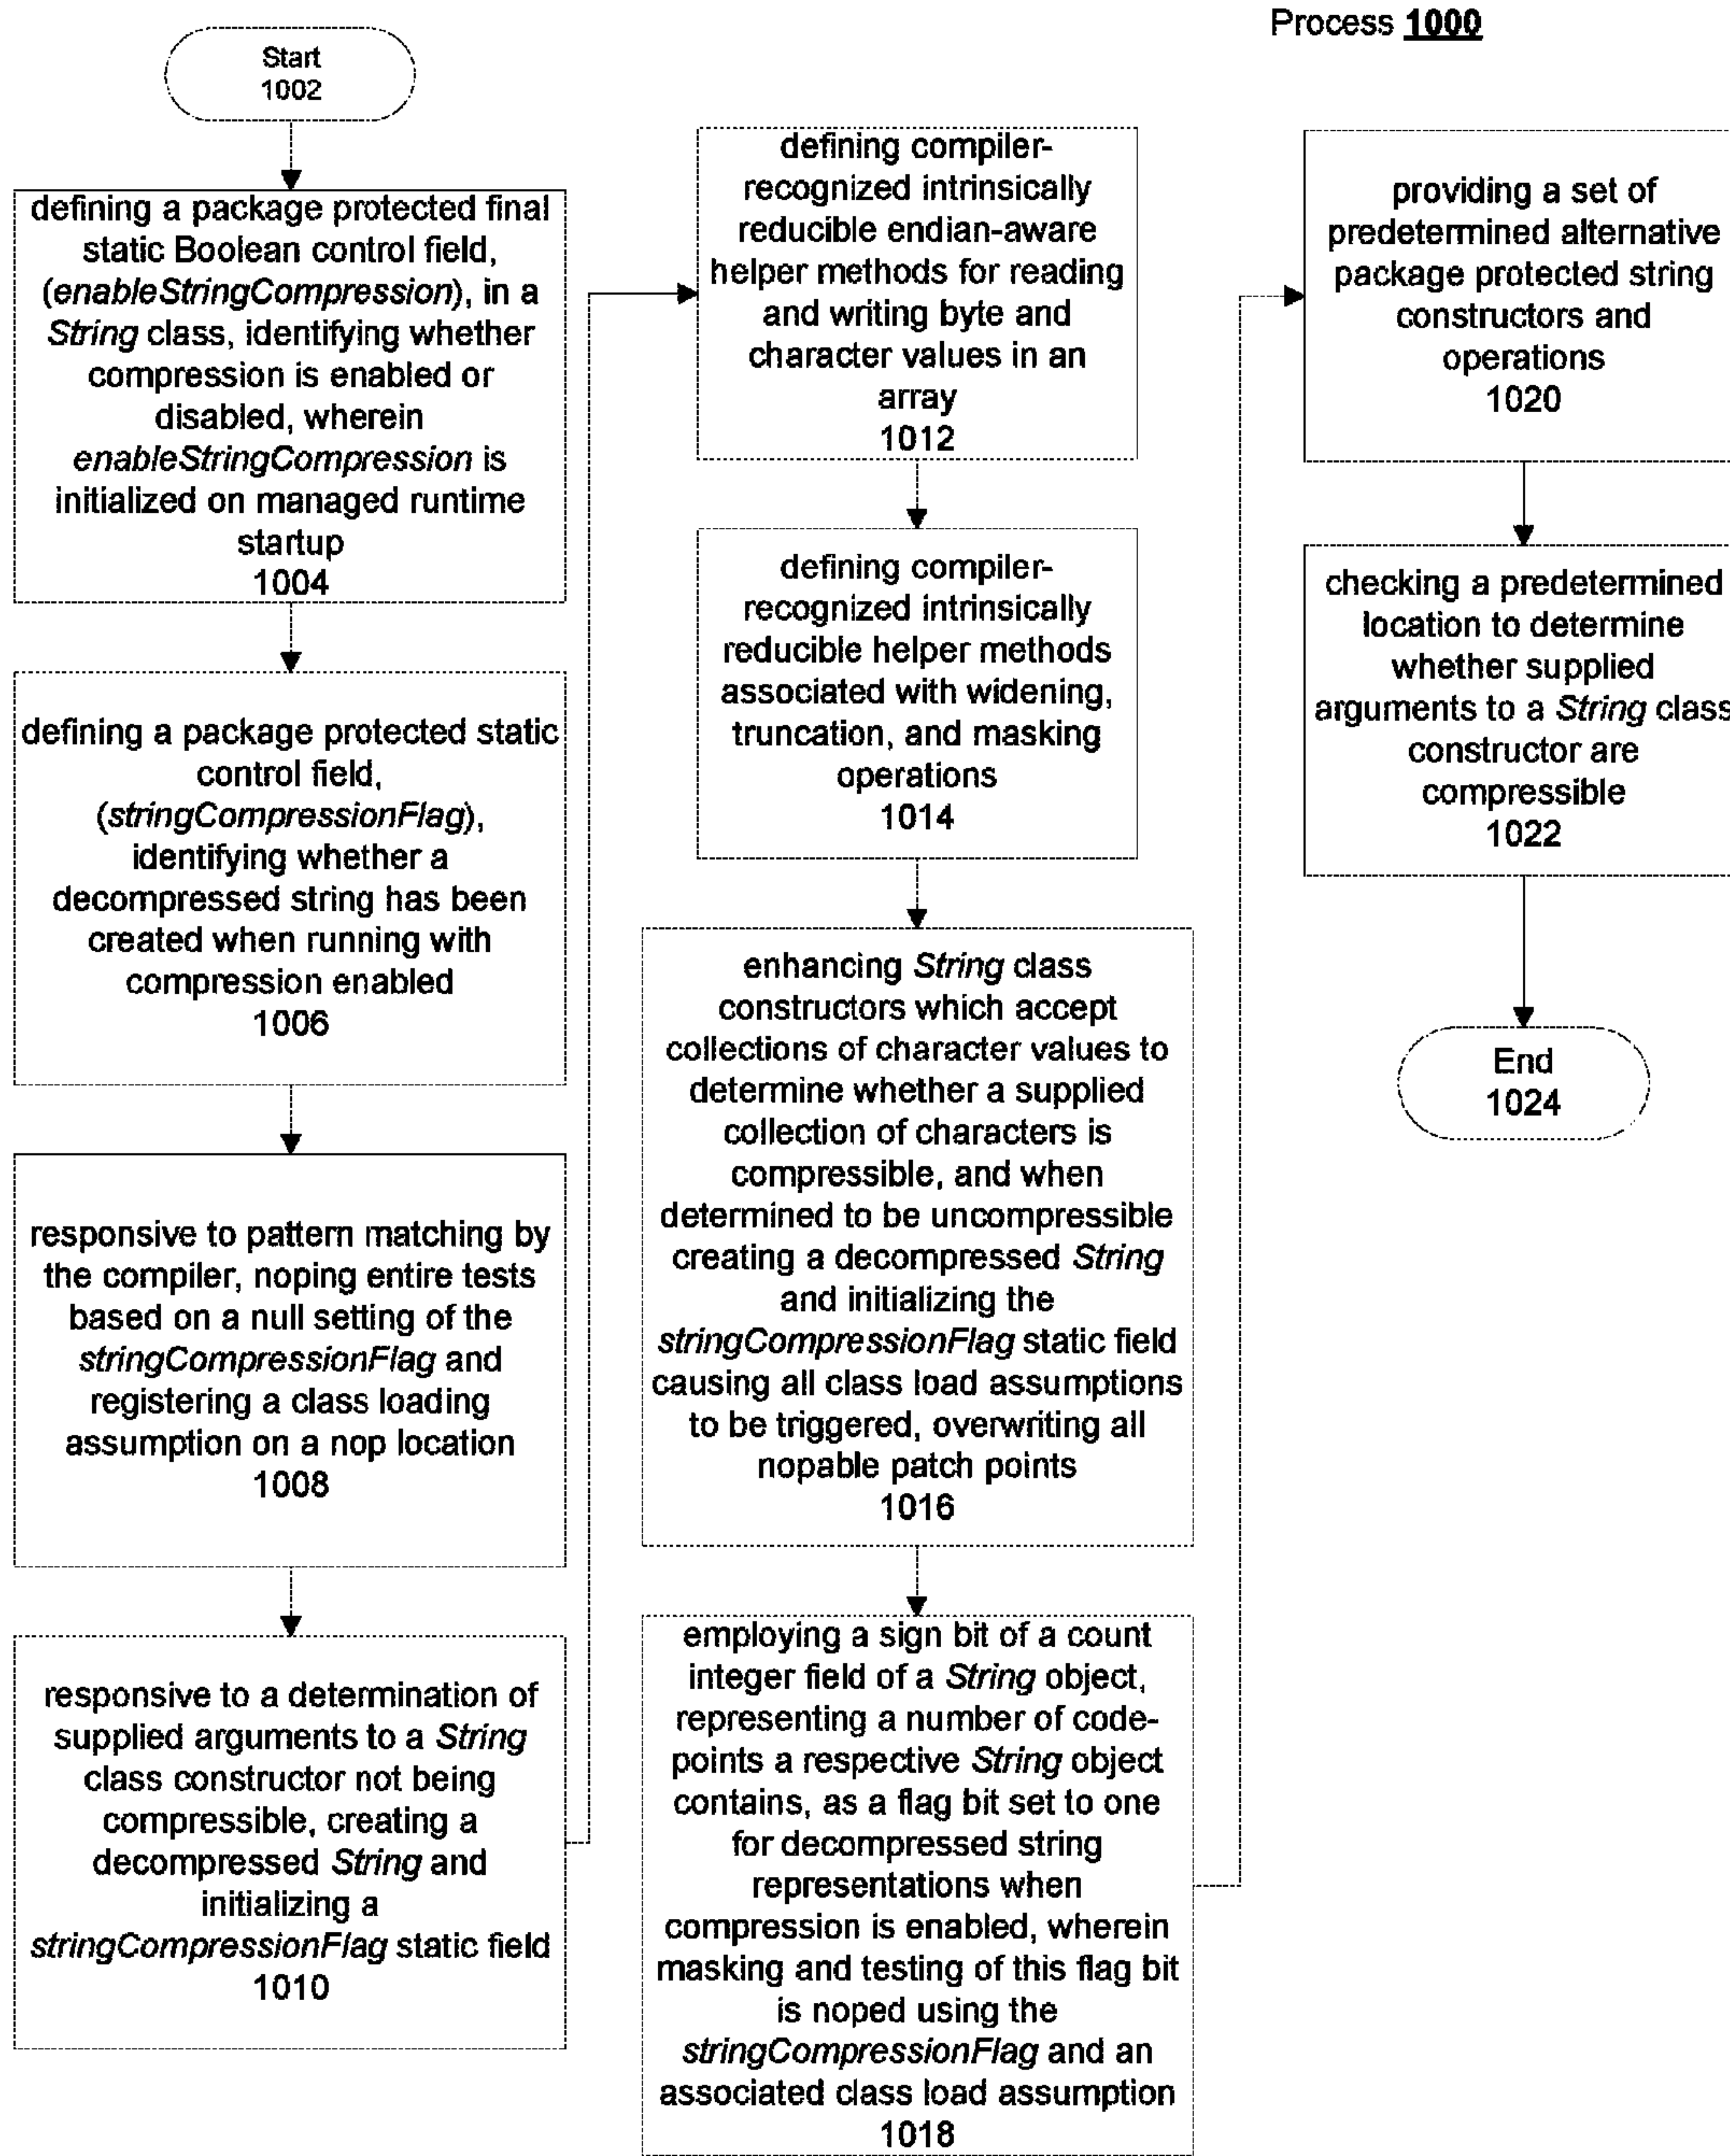 Process 1000
Start
1002
defining a package protected final
static Boolean control field,
(enableStringCompression), in a
String class, identifying whether
compression is enabled or
disabled, wherein
enableStringCompression is
initialized on managed runtime
startup
1004
defining a package protected static
control field,
(stringCompressionFlag),
identifying whether a
decompressed string has been
created when running with
compression enabled
1006
responsive to pattern matching by
the compiler, noping entire tests
based on a null setting of the
stringCompressionFlag and
registering a class loading
assumption on a nop location
1008
responsive to a determination of
supplied arguments to a String
class constructor not being
compressible, creating a
decompressed String and
initializing a
stringCompressionFlag static field
1010
defining compiler-
recognized intrinsically
reducible endian-aware
helper methods for reading
and writing byte and
character values in an
array
1012
defining compiler-
recognized intrinsically
reducible helper methods
associated with widening,
truncation, and masking
operations
1014
enhancing String class
constructors which accept
collections of character values to
determine whether a supplied
collection of characters is
compressible, and when
determined to be uncompressible
creating a decompressed String
and initializing the
stringCompressionFlag static field
causing all class load assumptions
to be triggered, overwriting all
nopable patch points
1016
employing a sign bit of a count
integer field of a String object,
representing a number of code-
points a respective String object
contains, as a flag bit set to one
for decompressed string
representations when
compression is enabled, wherein
masking and testing of this flag bit
is noped using the
stringCompressionFlag and an
associated class load assumption
1018
providing a set of
predetermined alternative
package protected string
constructors and
operations
1020
checking a predetermined
location to determine
whether supplied
arguments to a String class
constructor are
compressible
1022
End
1024